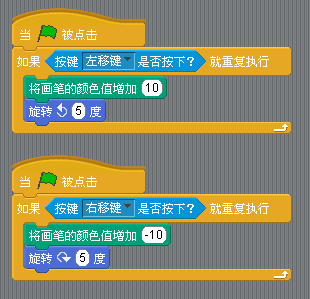 当 被点击
如果 按键 左移键 是否按下? 就重复执行
将画笔的颜色值增加 10
旋转 5 度
当 被点击
如果 按键 右移键 是否按下? 就重复执行
将画笔的颜色值增加 -10
旋转 5 度